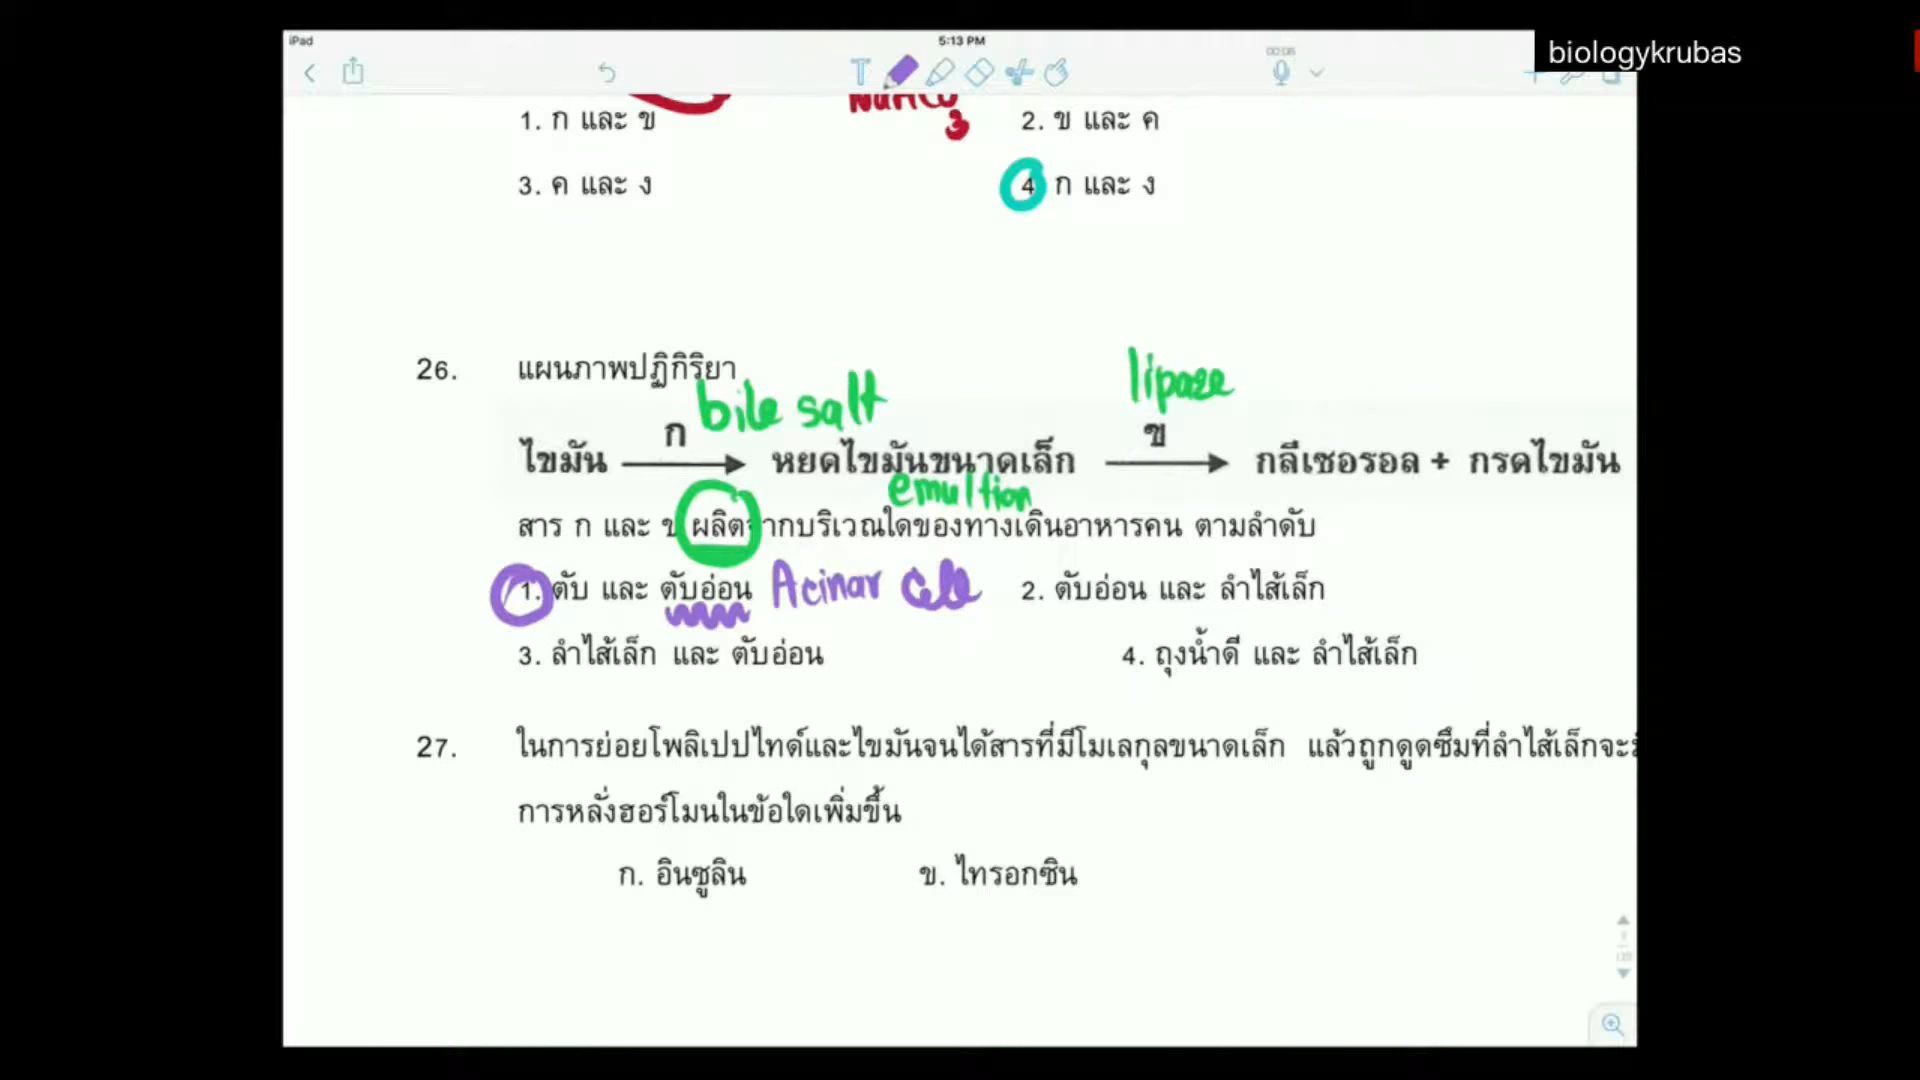 iPad
5:13 PM
00:06
biologykrubas
3
1. ก และ ข
2. ข และ ค
3. ค และ ง
4 ก และ ง
26. แผนภาพปฏิกิริยา
bile salt
lipase
ก
ข
ไขมัน หยดไขมันขนาดเล็ก กลีเซอรอล + กรดไขมัน
emultion
สาร ก และ ข ผลิตจากบริเวณใดของทางเดินอาหารคน ตามลำดับ
1. ตับ และ ตับอ่อน Acinar
2. ตับอ่อน และ ลำไส้เล็ก
3. ลำไส้เล็ก และ ตับอ่อน
4. ถุงน้ำดี และ ลำไส้เล็ก
27. ในการย่อยโพลิเปปไทด์และไขมันจนได้สารที่มีโมเลกุลขนาดเล็ก แล้วถูกดูดซึมที่ลำไส้เล็กจะ
การหลั่งฮอร์โมนในข้อใดเพิ่มขึ้น
ก. อินซูลิน ข. ไทรอกซิน